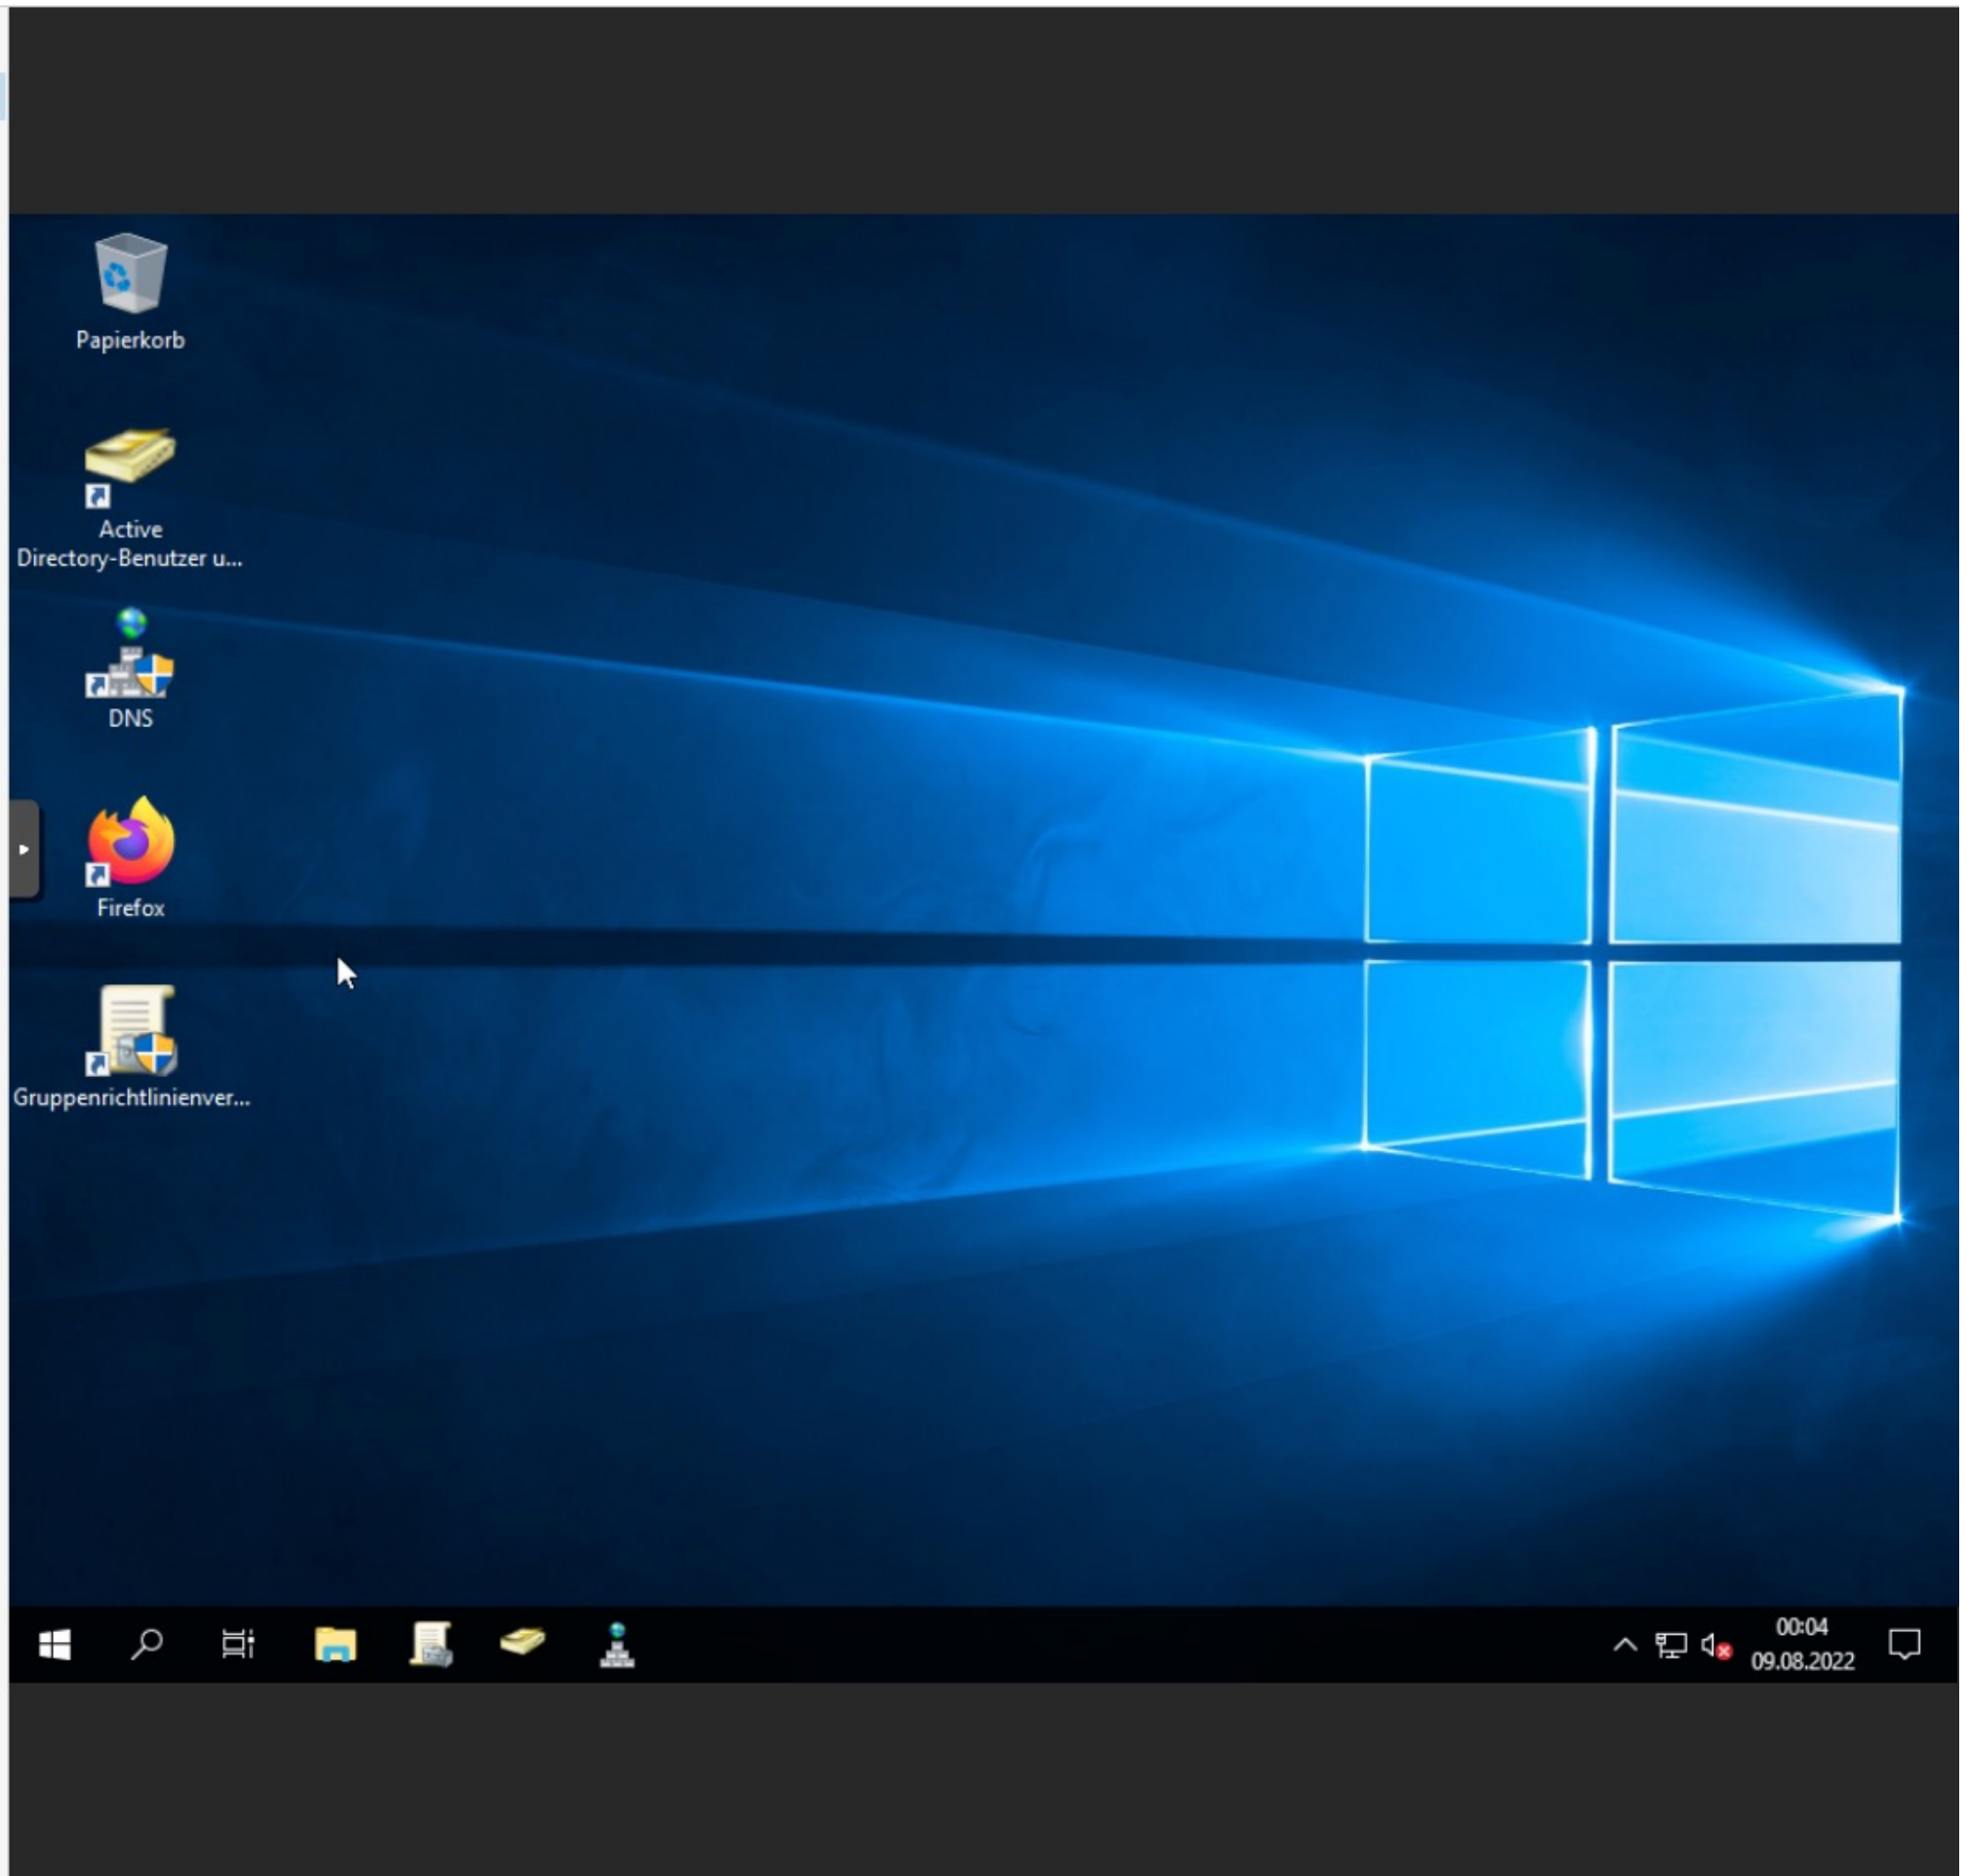 Papierkorb
Active
Directory-Benutzer u...
DNS
Firefox
Gruppenrichtlinienver...
00:04
09.08.2022